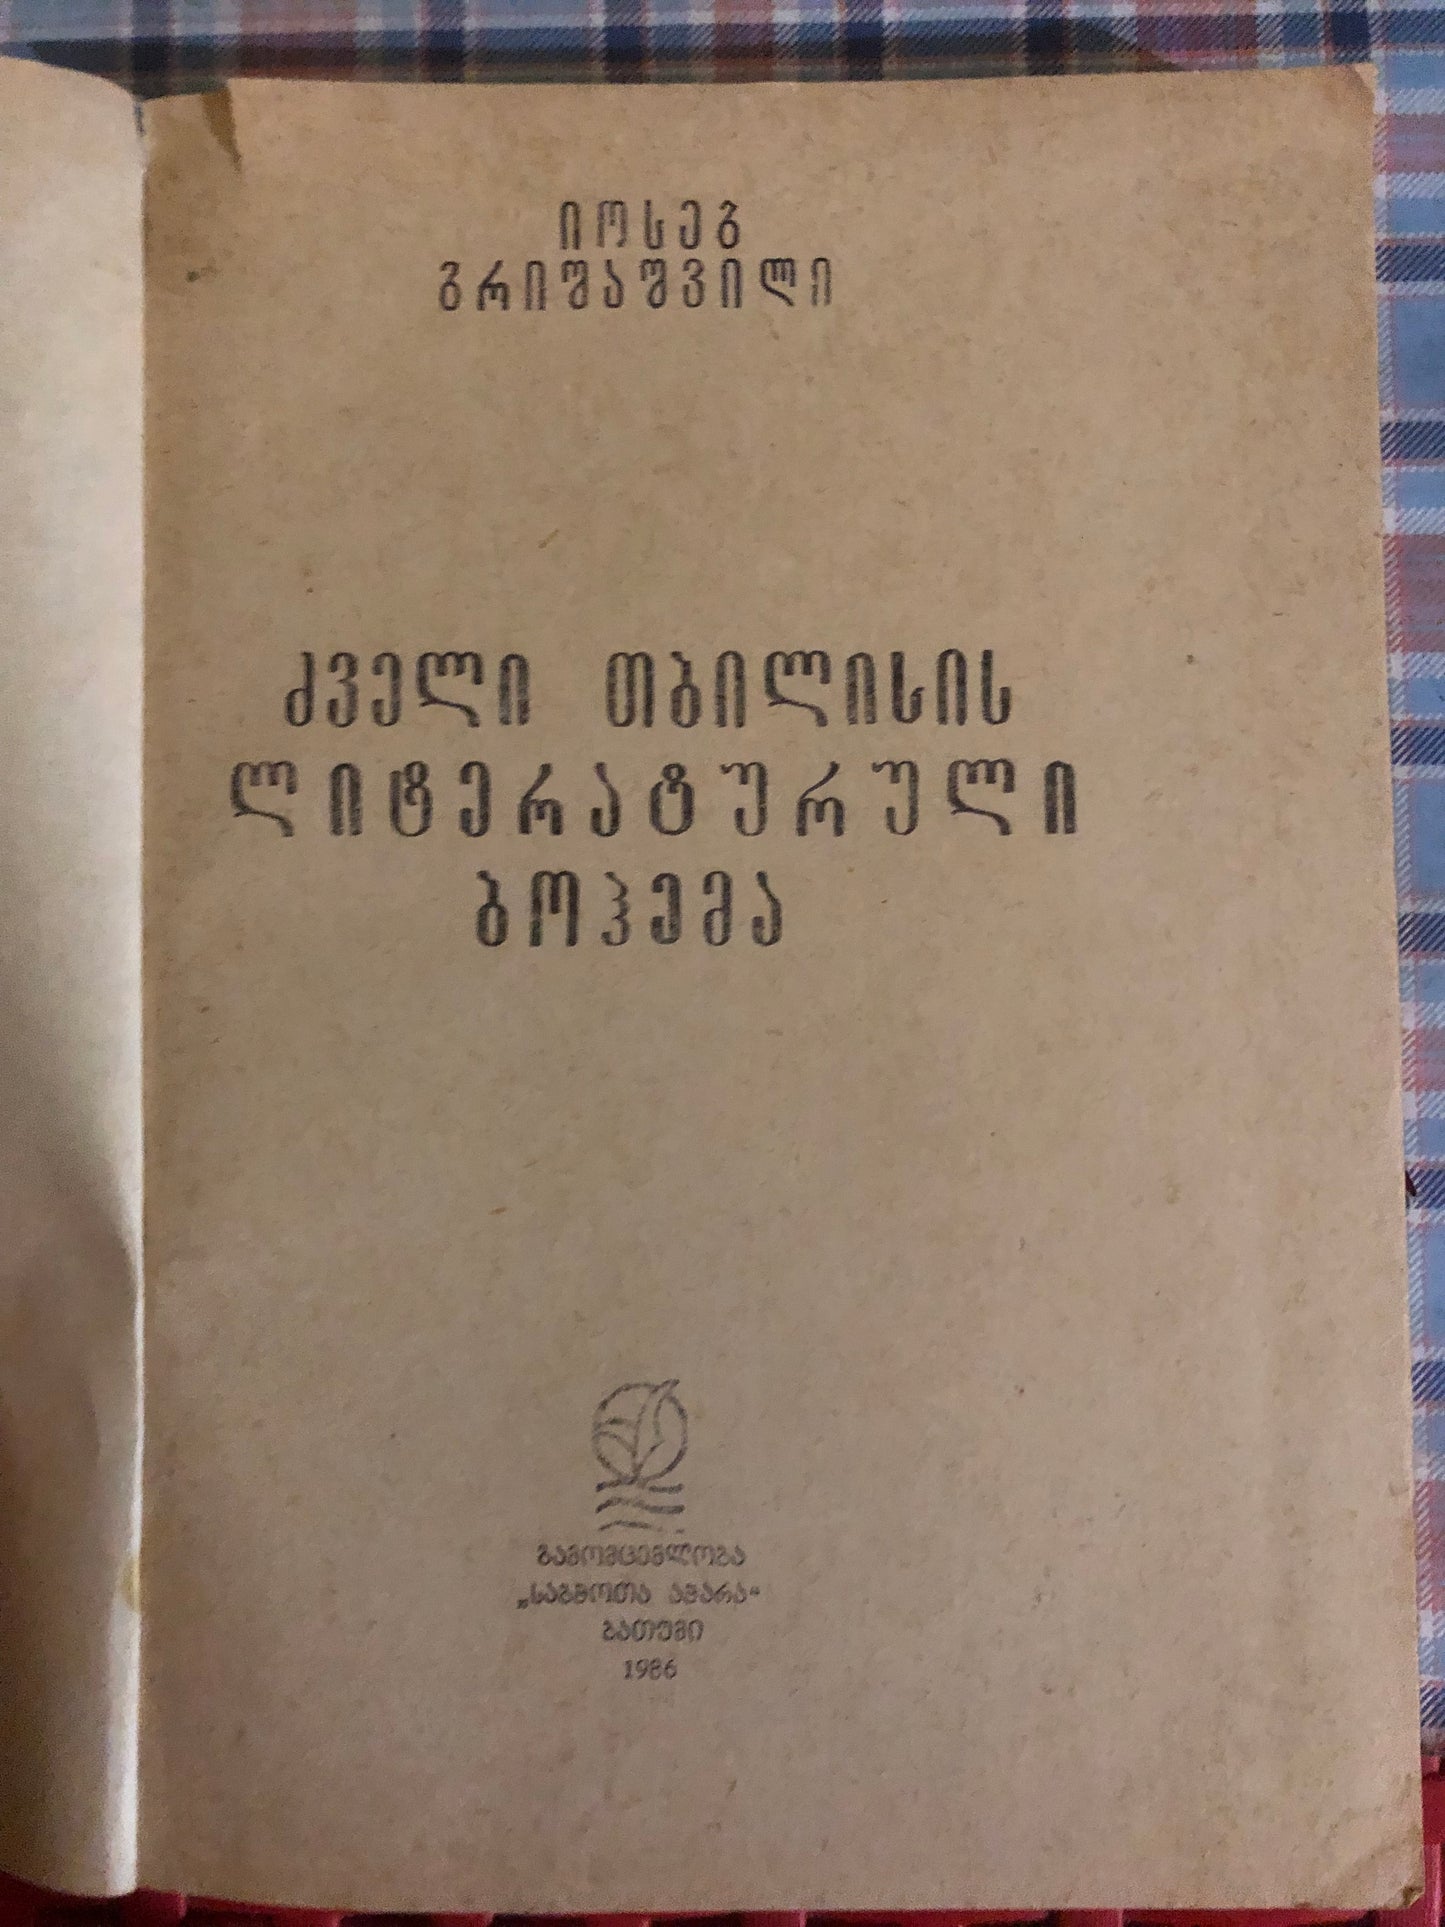 იოსებ
გრიშაშვილი
ძველი თბილისის
ლიტერატურული
ბოჰემა
გამომცემლობა
„საბჭოთა აჭარა“
ბათუმი
1986